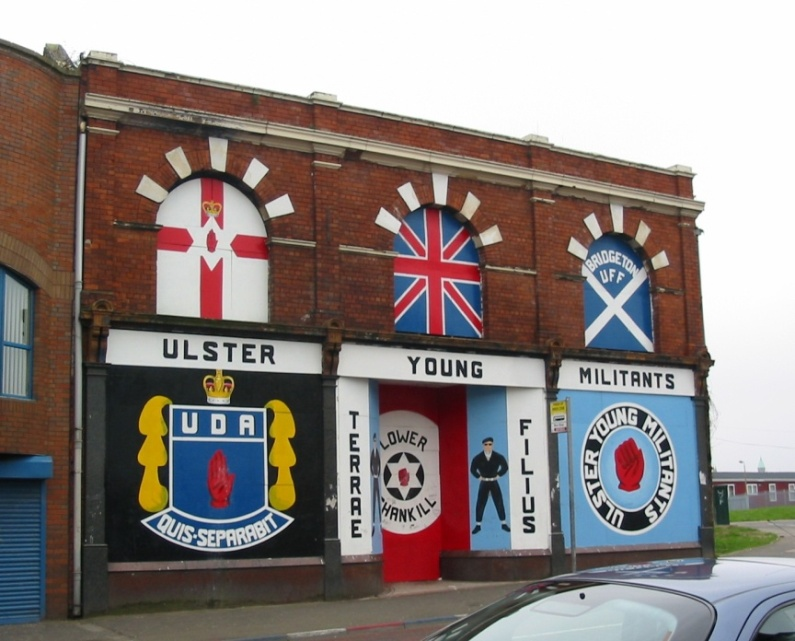 BRIDGETON
UFF
ULSTER
YOUNG
MILITANTS
UDA
QUIS-SEPARABIT
TERRAE
LOWER
SHANKILL
FILIUS
ULSTER YOUNG MILITANTS